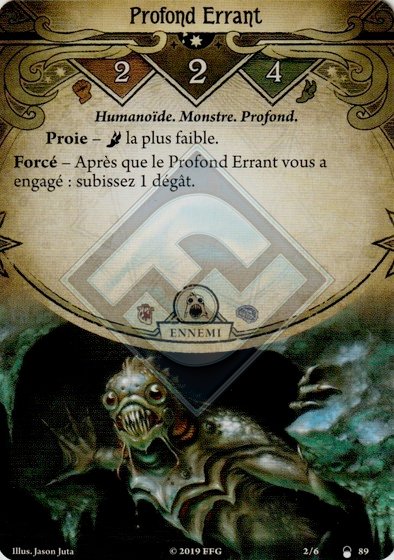 Profond Errant
2 2 4
Humanoïde. Monstre. Profond.
Proie – la plus faible.
Forcé – Après que le Profond Errant vous a
engagé : subissez 1 dégât.
ENNEMI
Illus. Jason Juta © 2019 FFG 2/6 89